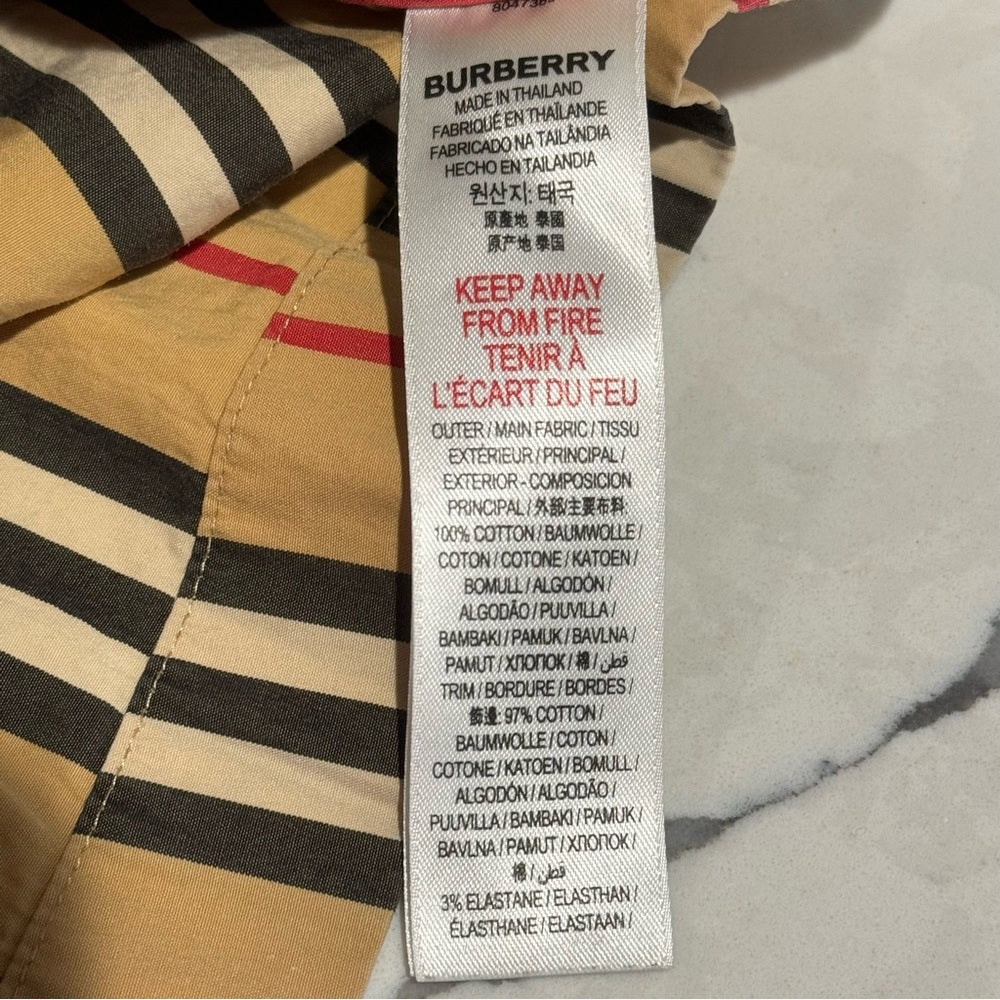 BURBERRY
MADE IN THAILAND
FABRIQUÉ EN THAÏLANDE
FABRICADO NA TAILÂNDIA
HECHO EN TAILANDIA
원산지: 태국
原產地 泰國
原产地 泰国
KEEP AWAY
FROM FIRE
TENIR À
L'ÉCART DU FEU
OUTER / MAIN FABRIC / TISSU
EXTÉRIEUR / PRINCIPAL /
EXTERIOR - COMPOSICION
PRINCIPAL / 外部/主要布料:
100% COTTON / BAUMWOLLE /
COTON / COTONE / KATOEN /
BOMULL / ALGODÓN /
ALGODÃO / PUUVILLA /
BAMBAKI / PAMUK / BAVLNA /
PAMUT / ХЛОПОК / 棉 / قطن /
TRIM / BORDURE / BORDES /
飾邊: 97% COTTON /
BAUMWOLLE / COTON /
COTONE / KATOEN / BOMULL /
ALGODÓN / ALGODÃO /
PUUVILLA / BAMBAKI / PAMUK /
BAVLNA / PAMUT / ХЛОПОК /
棉 / قطن /
3% ELASTANE / ELASTHAN /
ÉLASTHANE / ELASTAAN /